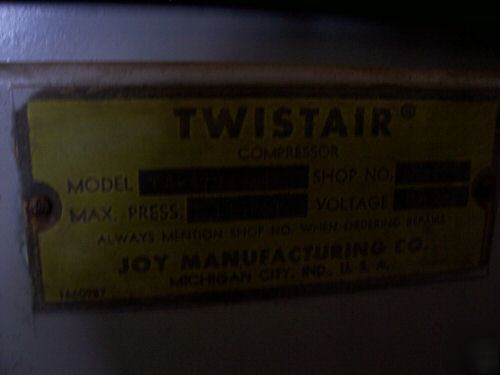 TWISTAIR®
COMPRESSOR
MODEL SHOP NO.
MAX. PRESS. VOLTAGE
ALWAYS MENTION SHOP NO. WHEN ORDERING REPAIRS
JOY MANUFACTURING CO.
MICHIGAN CITY, IND., U. S. A.